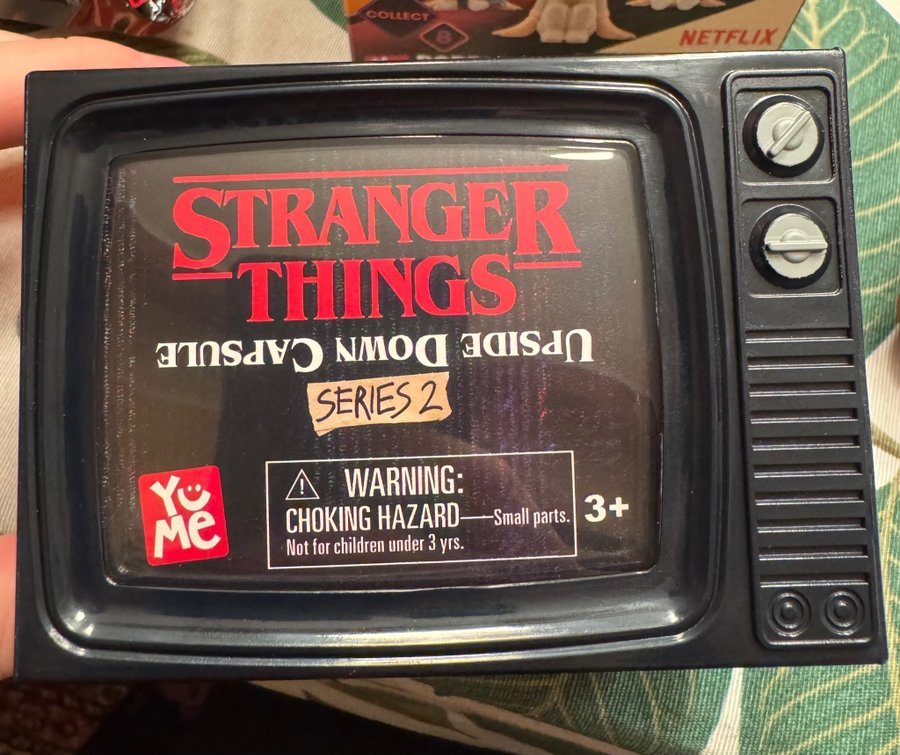 COLLECT
8
NETFLIX
STRANGER
THINGS
UPSIDE DOWN CAPSULE
SERIES 2
YuMe
WARNING:
CHOKING HAZARD—Small parts.
Not for children under 3 yrs.
3+